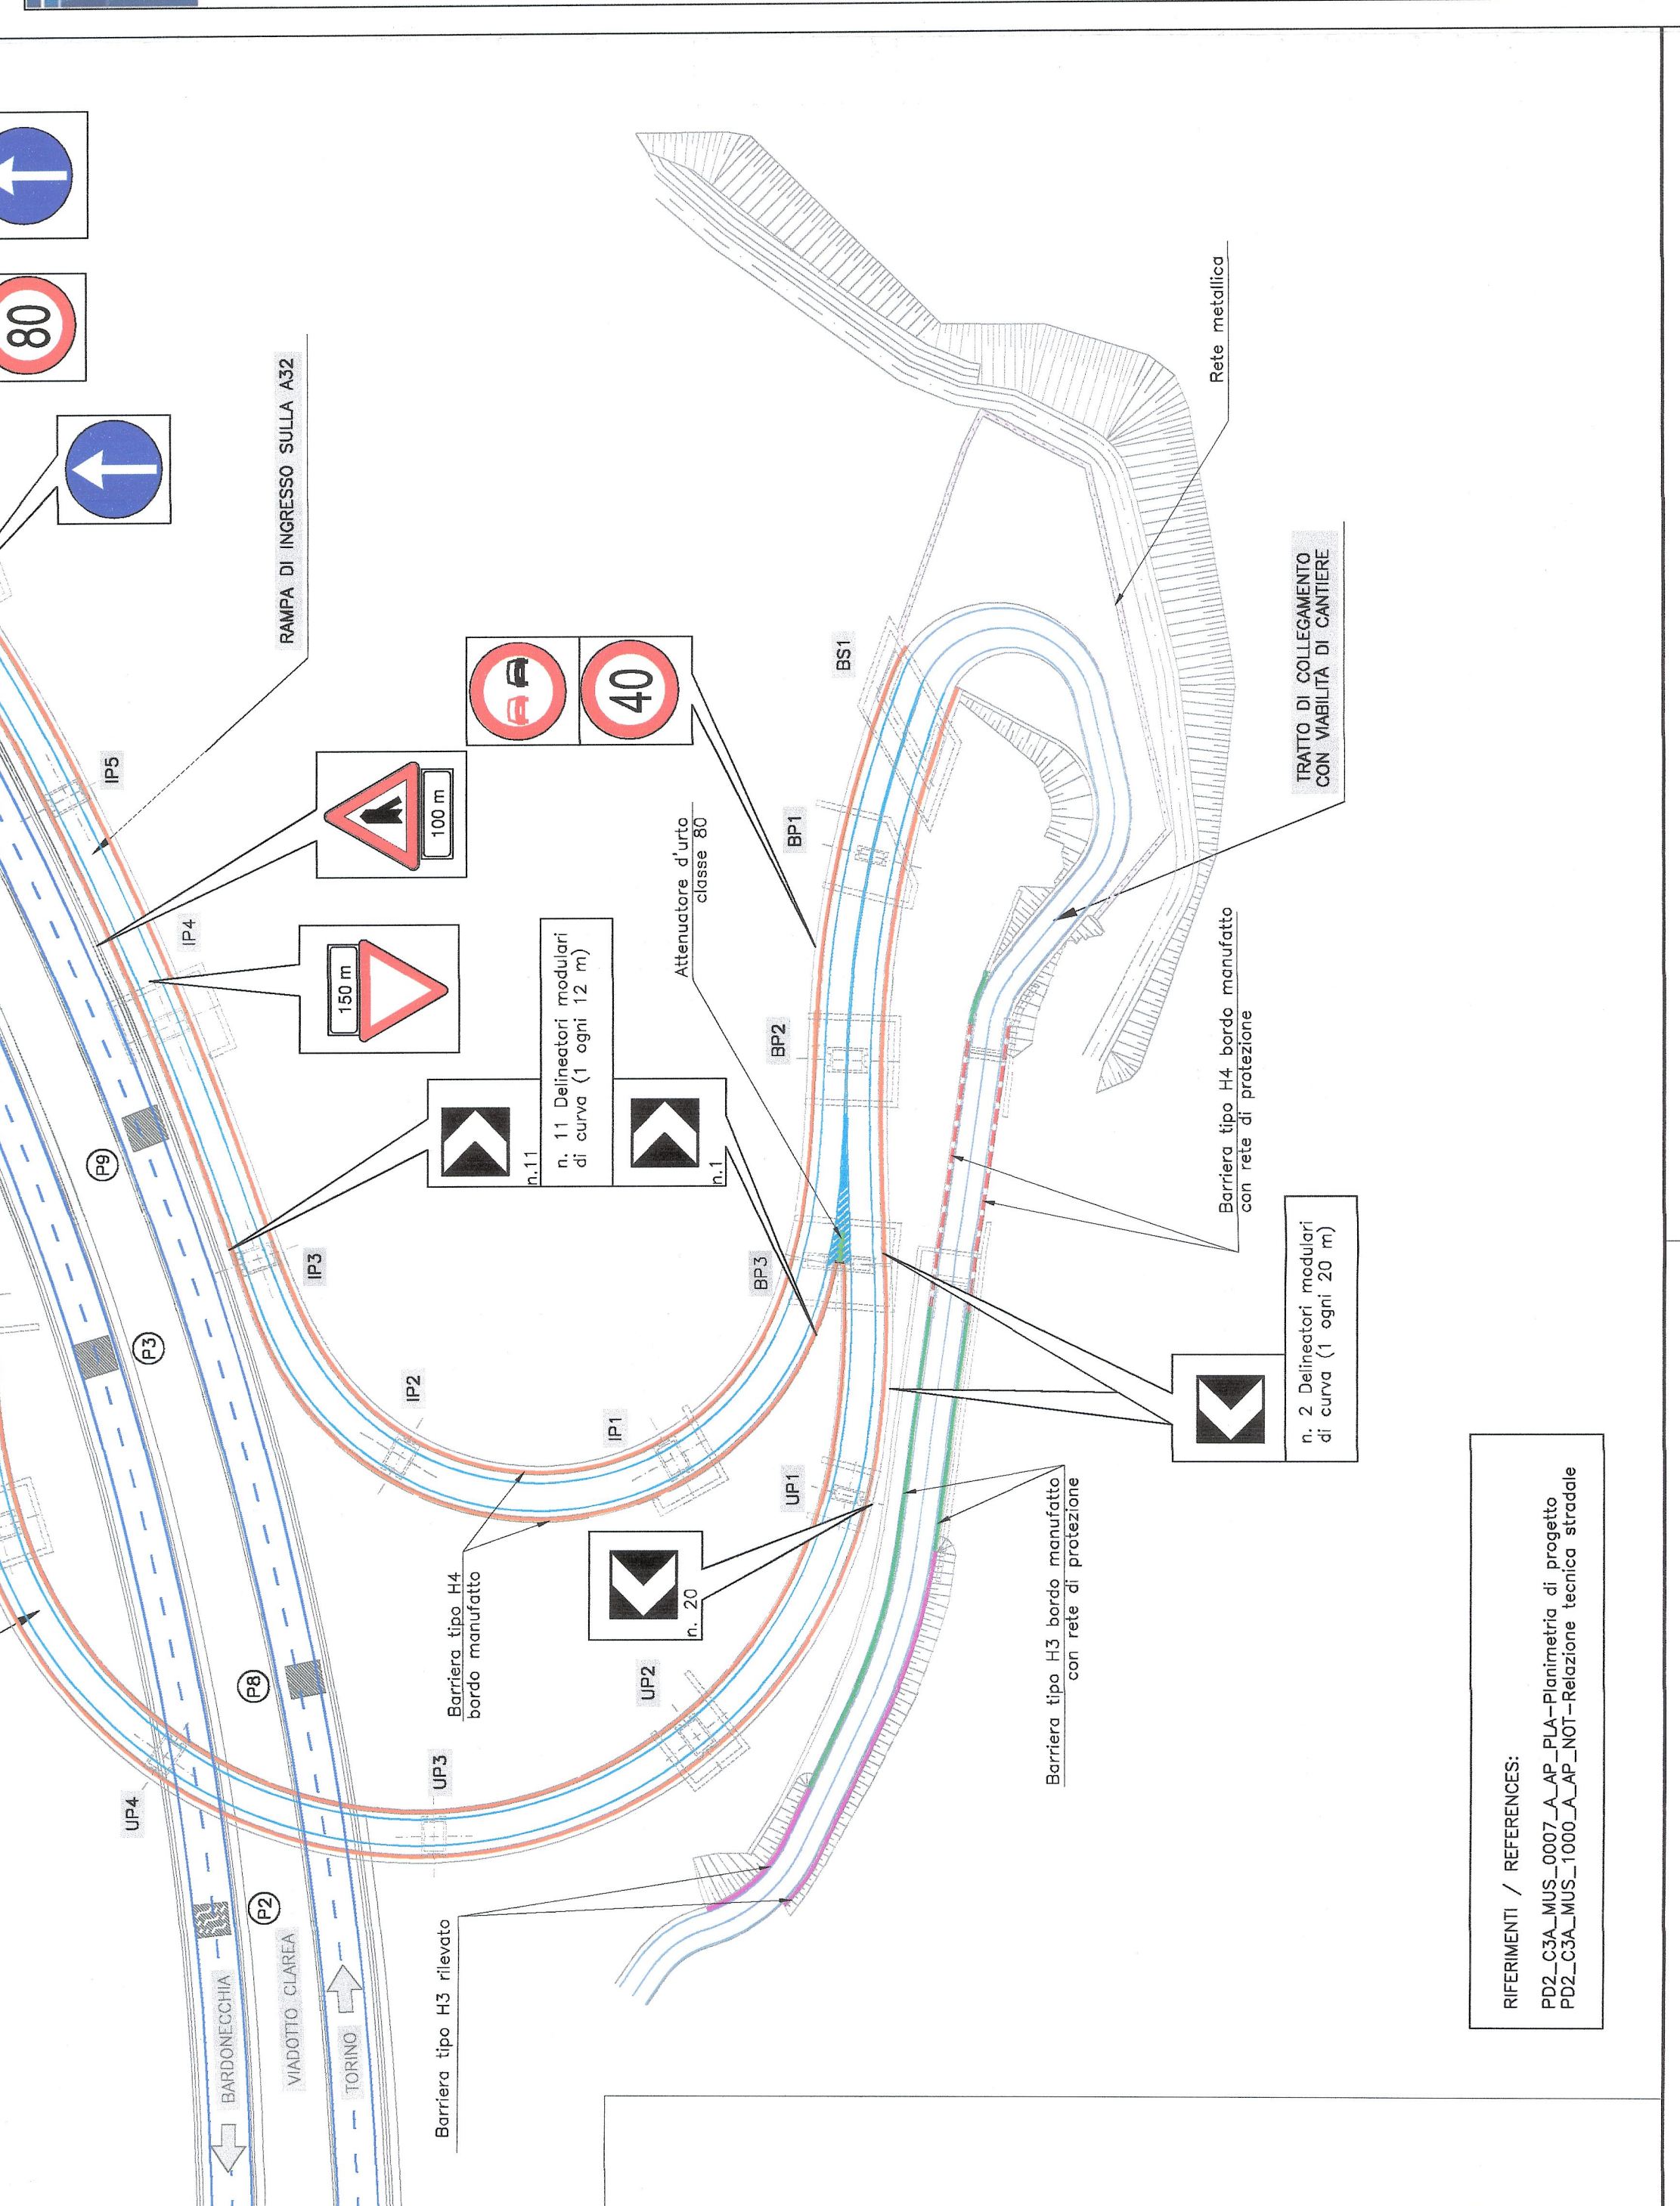 80
RAMPA DI INGRESSO SULLA A32
IP5
100 m
IP4
150 m
40
BS1
Rete metallica
TRATTO DI COLLEGAMENTO
CON VIABILITÀ DI CANTIERE
BP1
Attenuatore d'urto
classe 80
BP2
n.11
n. 11 Delineatori modulari
di curva (1 ogni 12 m)
n.1
P9
P3
IP3
BP3
Barriera tipo H4 bordo manufatto
con rete di protezione
n. 2 Delineatori modulari
di curva (1 ogni 20 m)
IP2
IP1
UP1
Barriera tipo H4
bordo manufatto
n. 20
Barriera tipo H3 bordo manufatto
con rete di protezione
P8
UP2
UP3
UP4
P2
Barriera tipo H3 rilevato
BARDONECCHIA
VIADOTTO CLAREA
TORINO
RIFERIMENTI / REFERENCES:
PD2_C3A_MUS_0007_A_AP_PLA-Planimetria di progetto
PD2_C3A_MUS_1000_A_AP_NOT-Relazione tecnica stradale